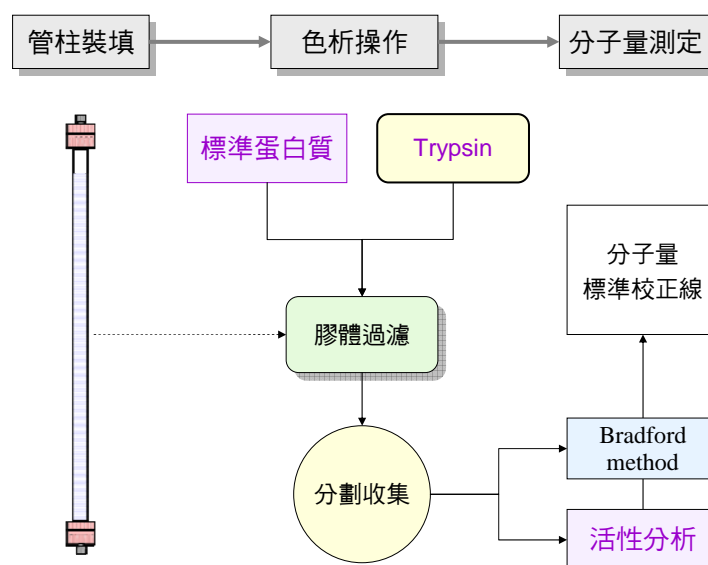 管柱裝填
色析操作
分子量測定
標準蛋白質
Trypsin
分子量
標準校正線
膠體過濾
Bradford
method
分劃收集
活性分析